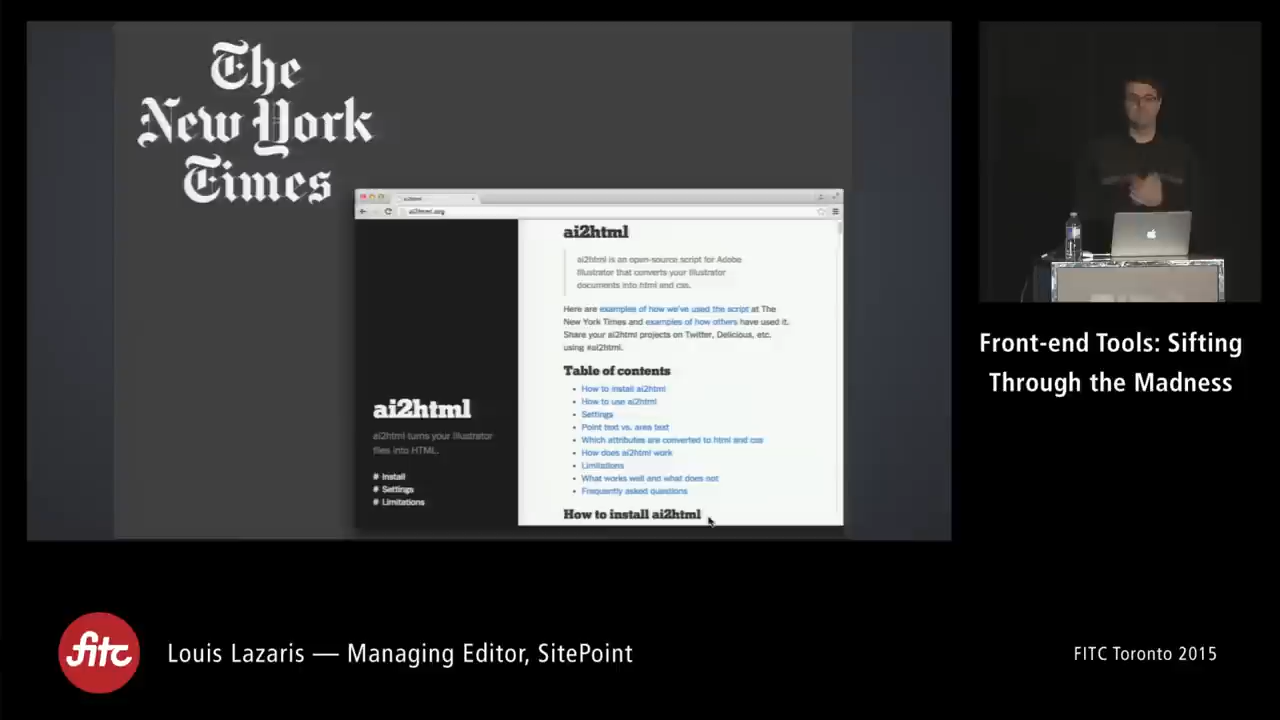 The
New York
Times
ai2html
ai2html.org
ai2html
ai2html is an open-source script for Adobe
Illustrator that converts your Illustrator
documents into html and css.
Here are examples of how we've used the script at The
New York Times and examples of how others have used it.
Share your ai2html projects on Twitter, Delicious, etc.
using #ai2html.
Table of contents
• How to install ai2html
• How to use ai2html
• Settings
• Point text vs. area text
• Which attributes are converted to html and css
• How does ai2html work
• Limitations
• What works well and what does not
• Frequently asked questions
How to install ai2html
ai2html
ai2html turns your Illustrator
files into HTML.
# Install
# Settings
# Limitations
Front-end Tools: Sifting
Through the Madness
fitc
Louis Lazaris — Managing Editor, SitePoint
FITC Toronto 2015